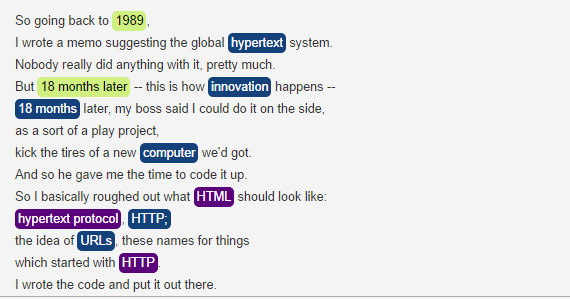 So going back to 1989,
I wrote a memo suggesting the global hypertext system.
Nobody really did anything with it, pretty much.
But 18 months later -- this is how innovation happens --
18 months later, my boss said I could do it on the side,
as a sort of a play project,
kick the tires of a new computer we'd got.
And so he gave me the time to code it up.
So I basically roughed out what HTML should look like:
hypertext protocol, HTTP;
the idea of URLs, these names for things
which started with HTTP.
I wrote the code and put it out there.